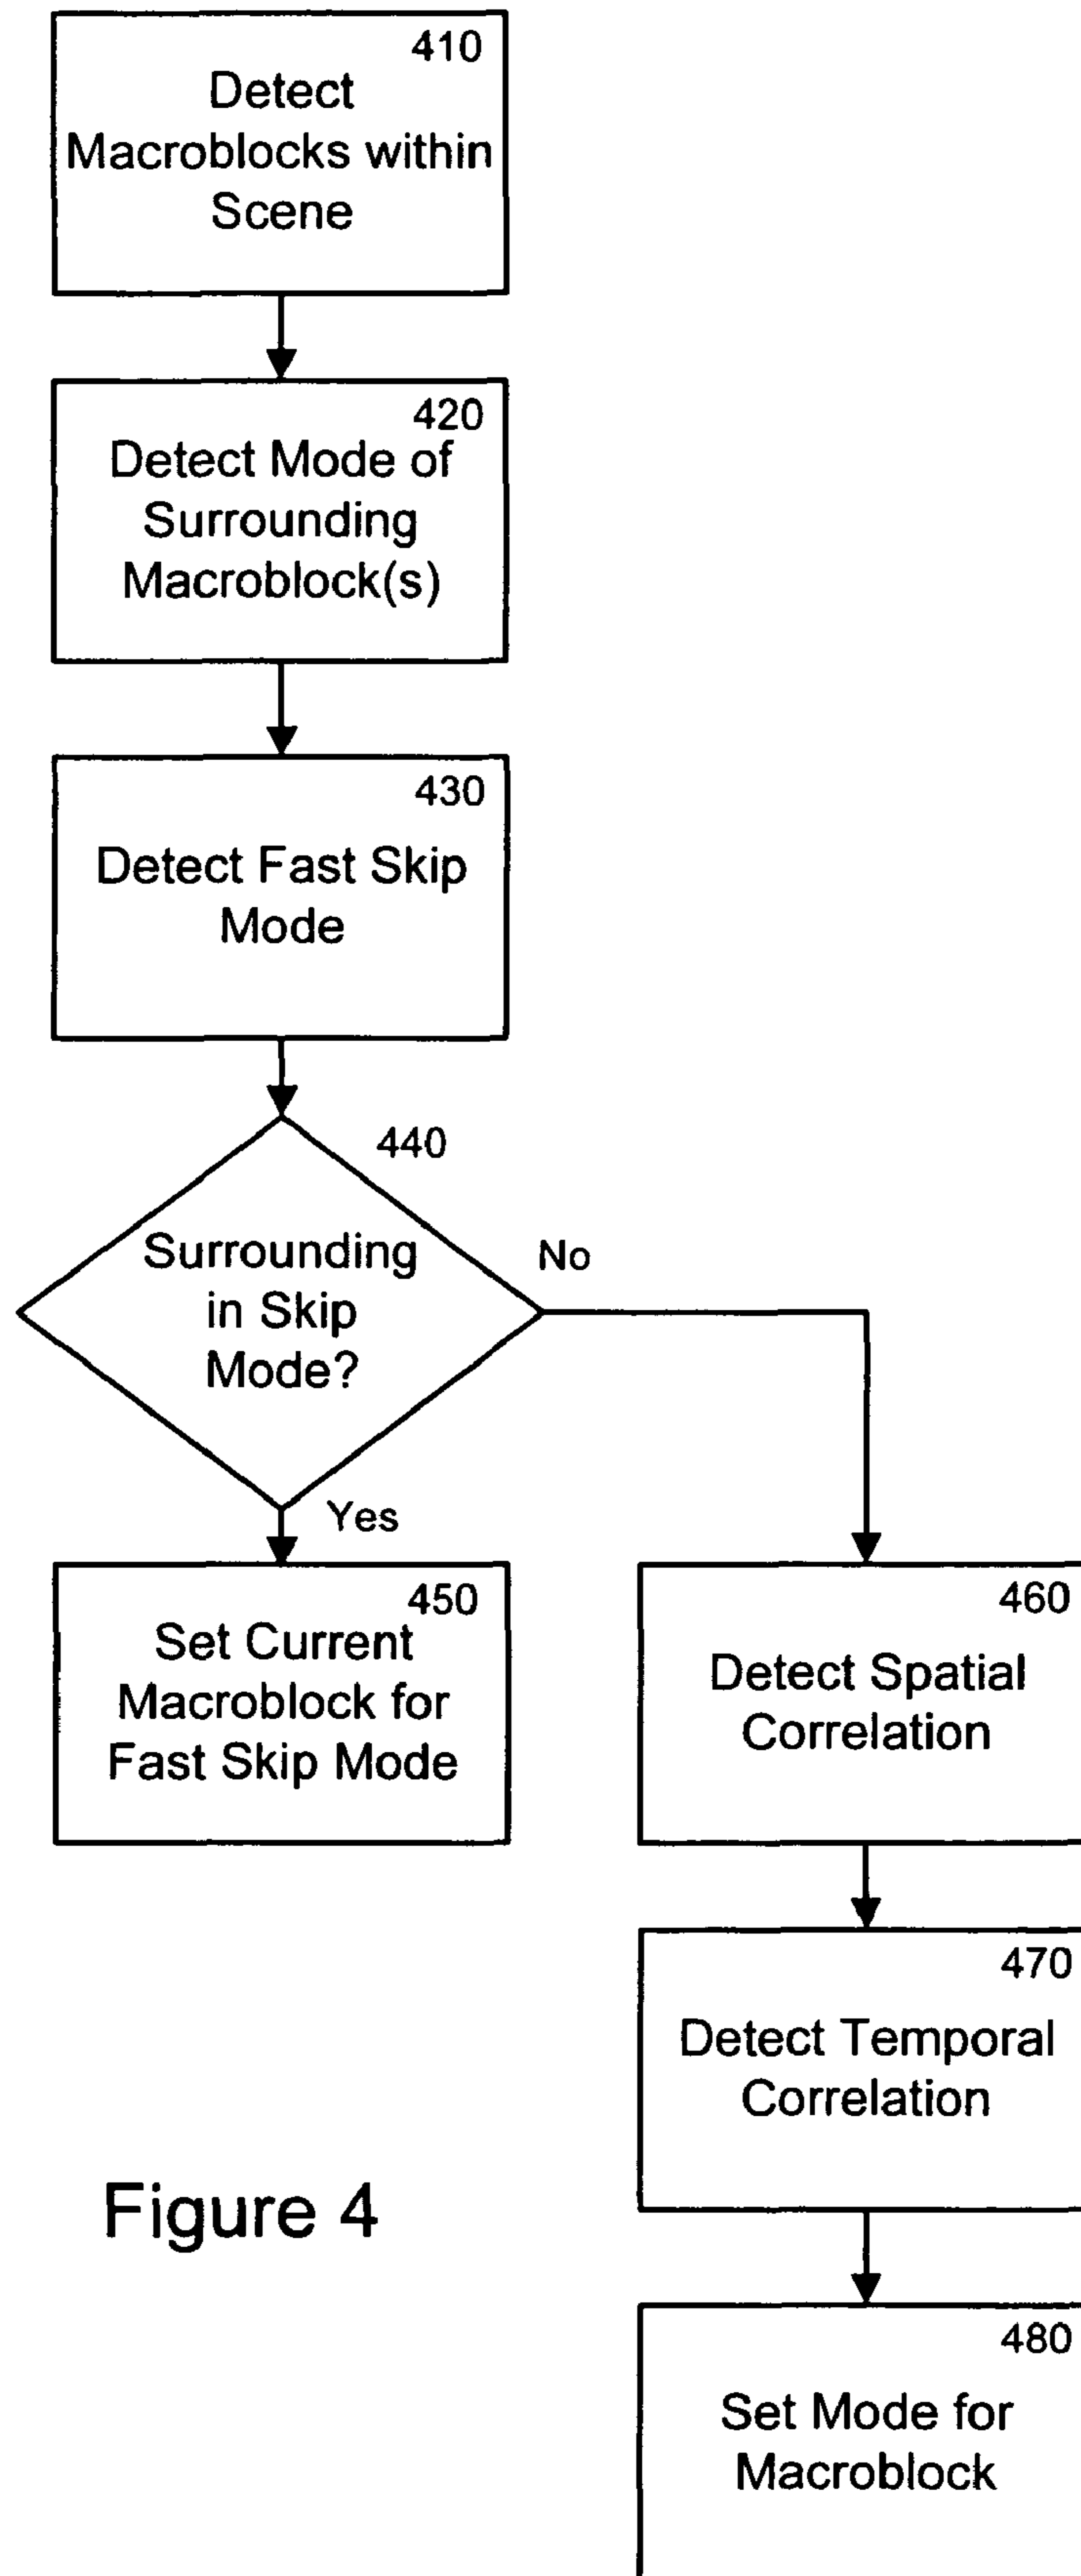 410
Detect
Macroblocks within
Scene
420
Detect Mode of
Surrounding
Macroblock(s)
430
Detect Fast Skip
Mode
440
Surrounding
in Skip
Mode?
No
Yes
450
Set Current
Macroblock for
Fast Skip Mode
460
Detect Spatial
Correlation
470
Detect Temporal
Correlation
480
Set Mode for
Macroblock
Figure 4